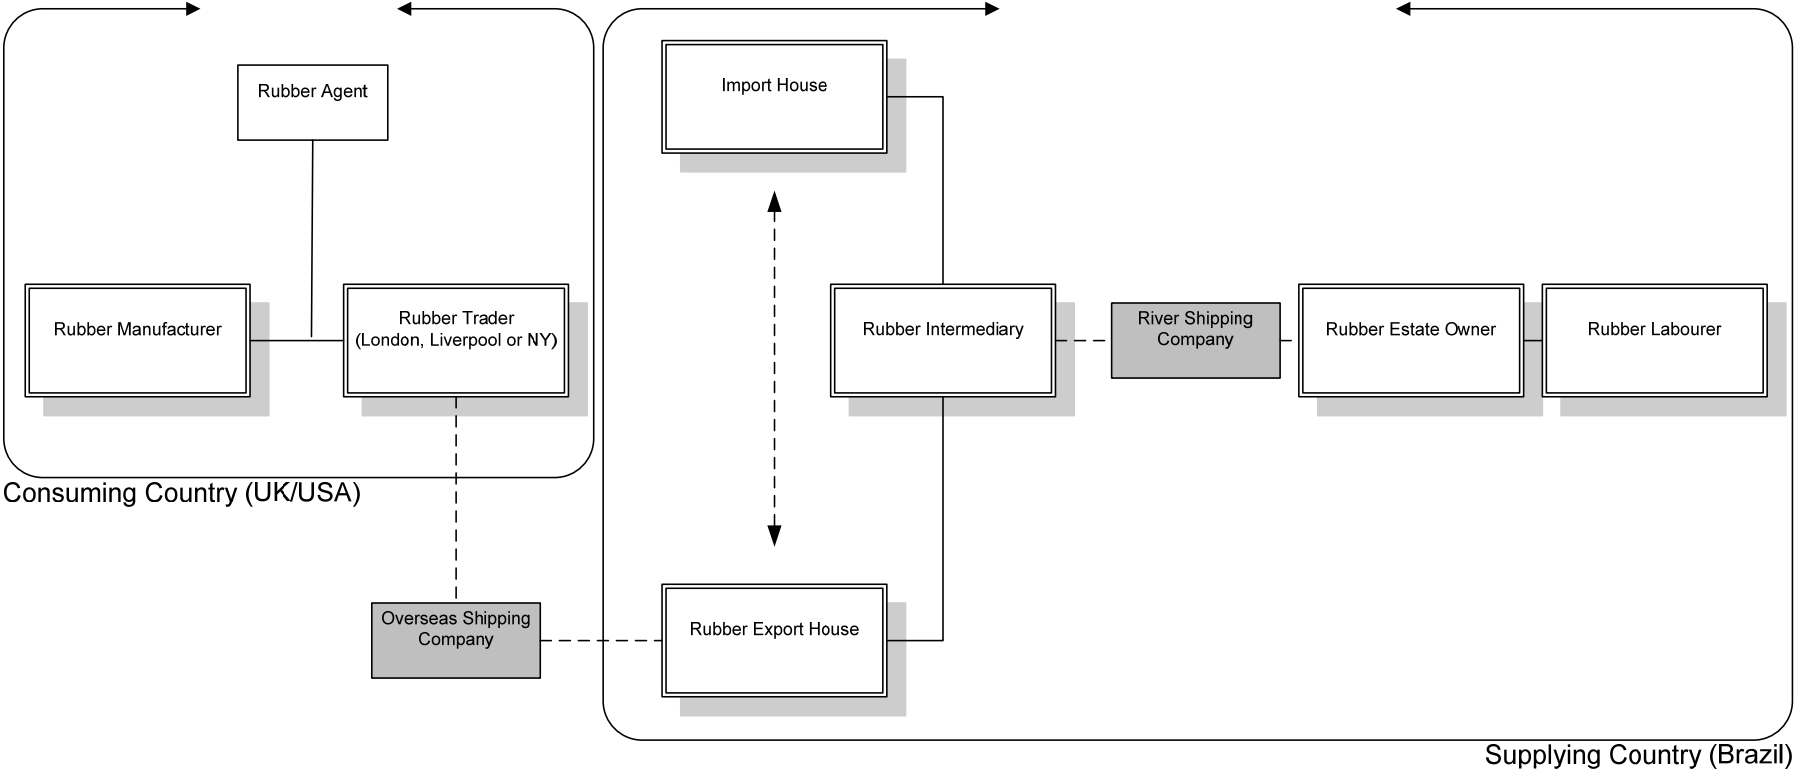 Rubber Agent
Import House
Rubber Manufacturer
Rubber Trader
(London, Liverpool or NY)
Rubber Intermediary
River Shipping
Company
Rubber Estate Owner
Rubber Labourer
Consuming Country (UK/USA)
Overseas Shipping
Company
Rubber Export House
Supplying Country (Brazil)